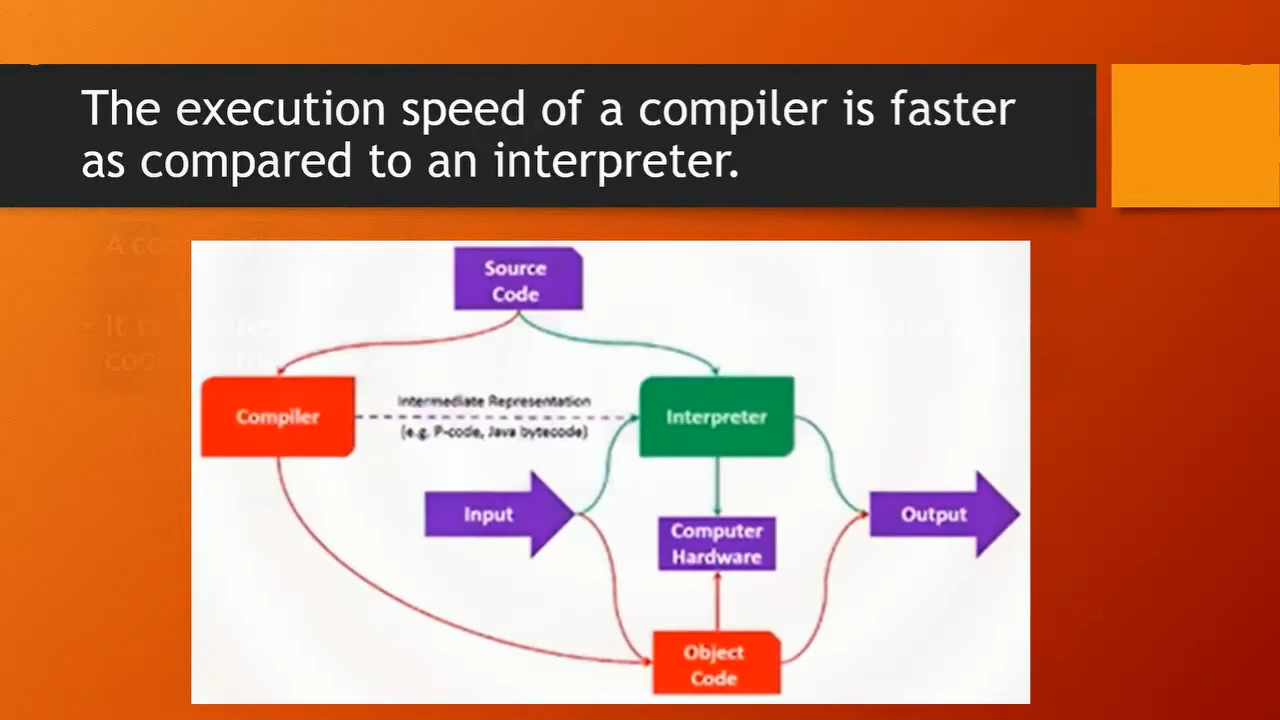 The execution speed of a compiler is faster
as compared to an interpreter.
Source
Code
Compiler
Intermediate Representation
(e.g. P-code, Java bytecode)
Interpreter
Input
Computer
Hardware
Output
Object
Code